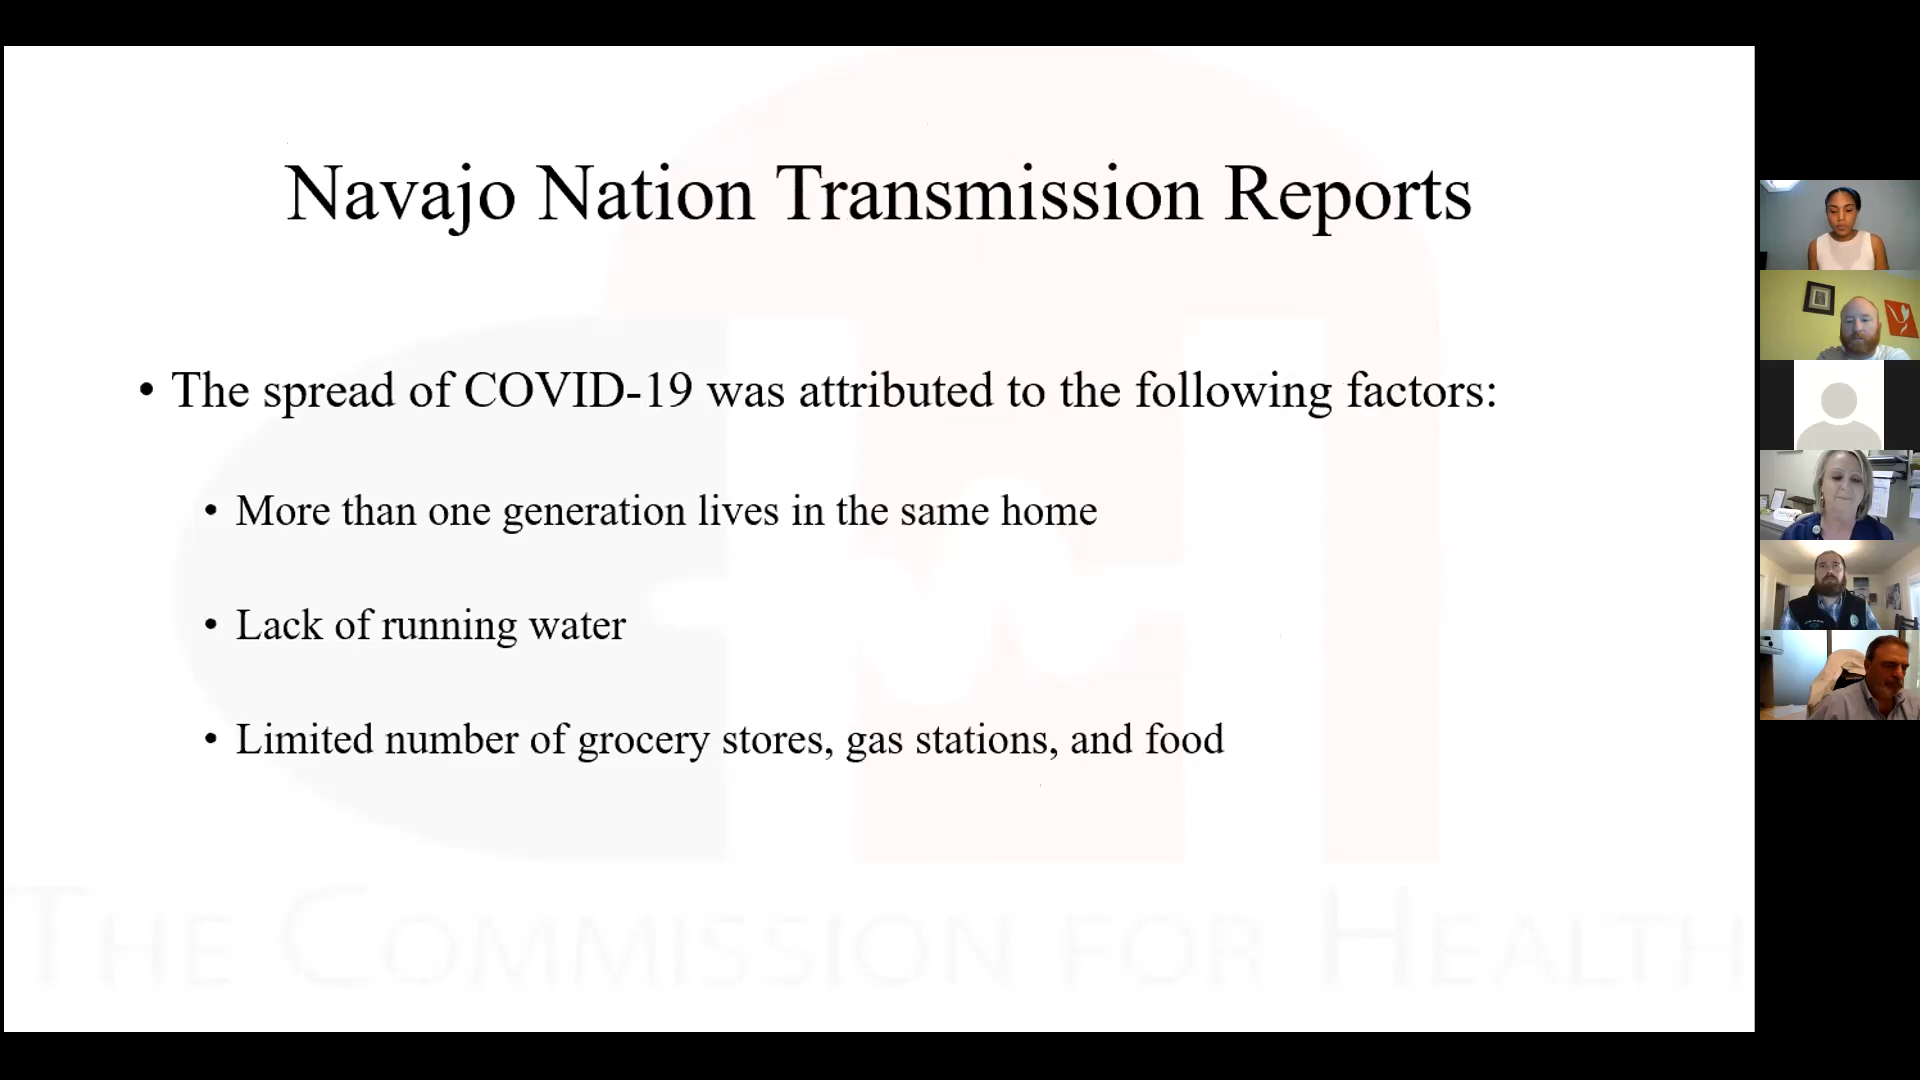 Navajo Nation Transmission Reports
• The spread of COVID-19 was attributed to the following factors:
• More than one generation lives in the same home
• Lack of running water
• Limited number of grocery stores, gas stations, and food
THE COMMISSION FOR HEALTH